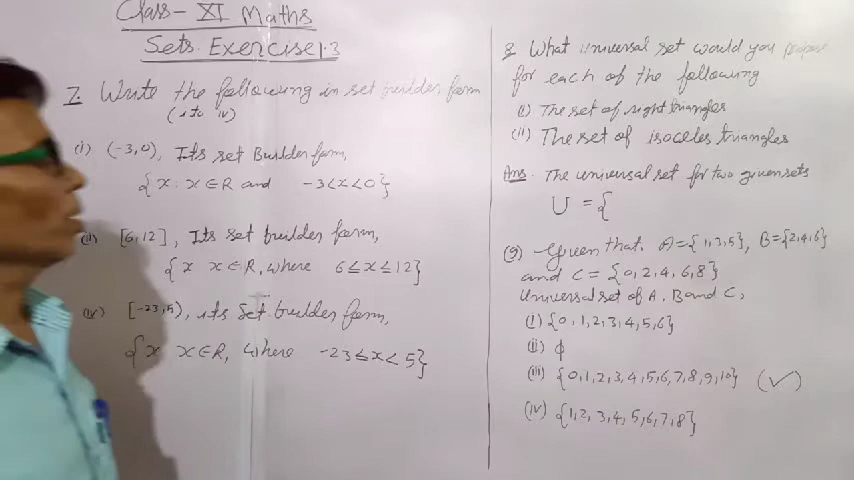 Class- XI Maths
Sets Exercise 1.3
7. Write the following in set builder form
(i to iv)
(i) (-3,0), Its set Builder form,
{x : x ∈ R and -3<x<0}
(ii) [6,12], Its set builder form,
{x x ∈ R, where 6≤x≤12}
(iv) [-23,5), its set builder form,
{x x ∈ R, where -23≤x<5}
8. What universal set would you propose
for each of the following
(i) The set of right triangles
(ii) The set of isoceles triangles
Ans. The universal set for two given sets
U = {
(9) Given that. A={1,3,5}, B={2,4,6}
and C = {0,2,4,6,8}
Universal set of A, B and C,
(i) {0,1,2,3,4,5,6}
(ii) ϕ
(iii) {0,1,2,3,4,5,6,7,8,9,10} (✓)
(iv) {1,2,3,4,5,6,7,8}